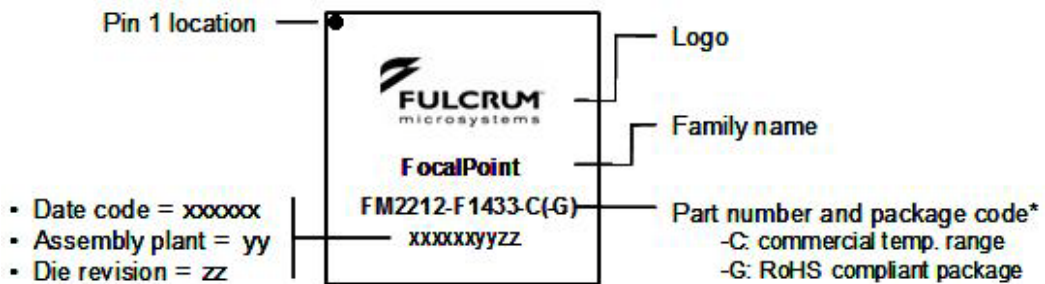 Pin 1 location
Logo
FULCRUM
microsystems
Family name
FocalPoint
• Date code = xxxxxx
FM2212-F1433-C(-G)
Part number and package code*
• Assembly plant = yy
xxxxxxyyzz
-C: commercial temp. range
• Die revision = zz
-G: RoHS compliant package